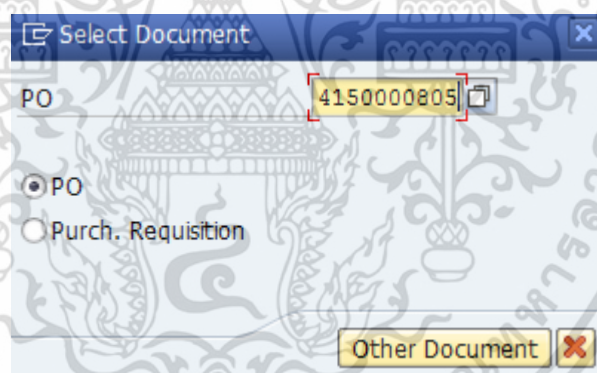 Select Document
PO 4150000805
PO
Purch. Requisition
Other Document